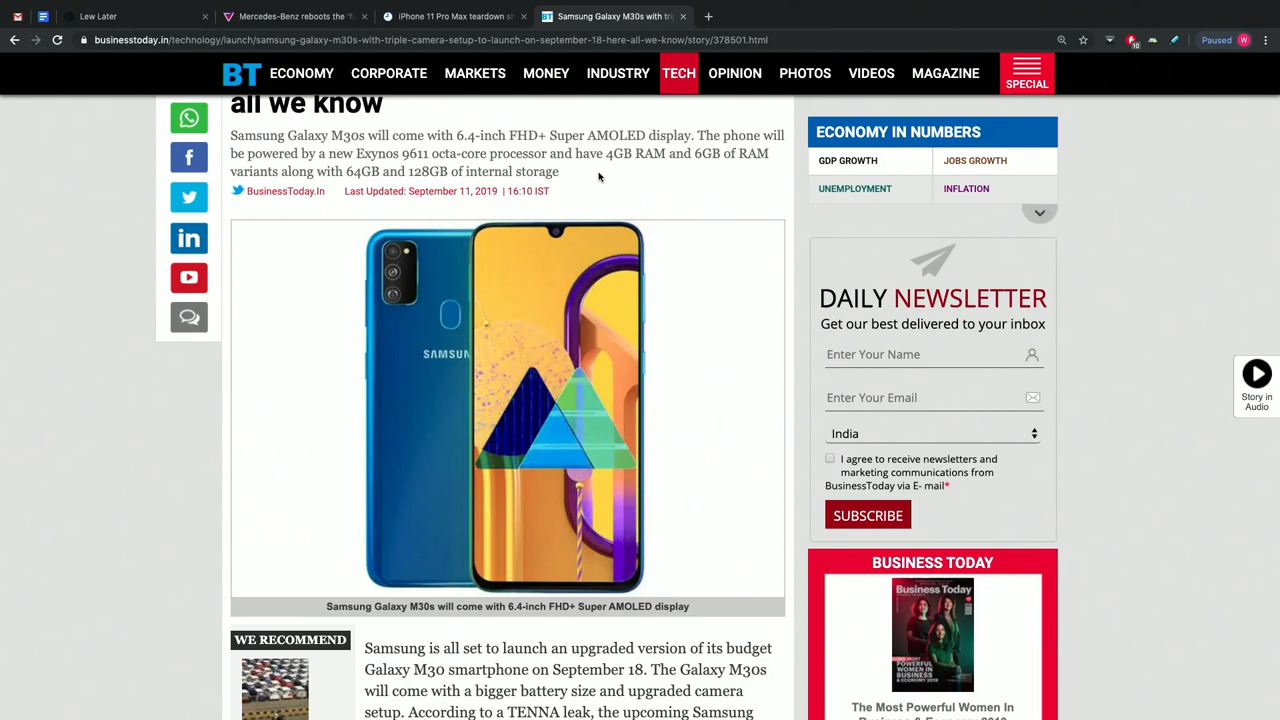 Lew Later
Mercedes-Benz reboots the 'f
iPhone 11 Pro Max teardown s
Samsung Galaxy M30s with tri
businesstoday.in/technology/launch/samsung-galaxy-m30s-with-triple-camera-setup-to-launch-on-september-18-here-all-we-know/story/378501.html
10
Paused
W
BT
ECONOMY CORPORATE MARKETS MONEY INDUSTRY TECH OPINION PHOTOS VIDEOS MAGAZINE
SPECIAL
all we know
Samsung Galaxy M30s will come with 6.4-inch FHD+ Super AMOLED display. The phone will
be powered by a new Exynos 9611 octa-core processor and have 4GB RAM and 6GB of RAM
variants along with 64GB and 128GB of internal storage
BusinessToday.In Last Updated: September 11, 2019 | 16:10 IST
SAMSUN
Samsung Galaxy M30s will come with 6.4-inch FHD+ Super AMOLED display
WE RECOMMEND
Samsung is all set to launch an upgraded version of its budget
Galaxy M30 smartphone on September 18. The Galaxy M30s
will come with a bigger battery size and upgraded camera
setup. According to a TENNA leak, the upcoming Samsung
ECONOMY IN NUMBERS
GDP GROWTH JOBS GROWTH
UNEMPLOYMENT INFLATION
DAILY NEWSLETTER
Get our best delivered to your inbox
Enter Your Name
Enter Your Email
India
I agree to receive newsletters and
marketing communications from
BusinessToday via E- mail*
SUBSCRIBE
BUSINESS TODAY
Business Today
POWERFUL
WOMEN IN
BUSINESS
The Most Powerful Women In
Story in
Audio